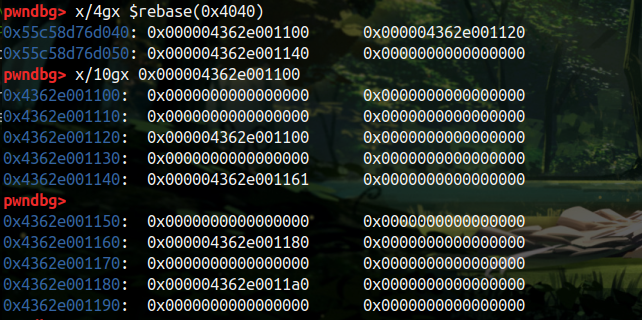 pwndbg> x/4gx $rebase(0x4040)
0x55c58d76d040: 0x000004362e001100 0x000004362e001120
0x55c58d76d050: 0x000004362e001140 0x0000000000000000
pwndbg> x/10gx 0x000004362e001100
0x4362e001100: 0x0000000000000000 0x0000000000000000
0x4362e001110: 0x0000000000000000 0x0000000000000000
0x4362e001120: 0x000004362e001100 0x0000000000000000
0x4362e001130: 0x0000000000000000 0x0000000000000000
0x4362e001140: 0x000004362e001161 0x0000000000000000
pwndbg>
0x4362e001150: 0x0000000000000000 0x0000000000000000
0x4362e001160: 0x000004362e001180 0x0000000000000000
0x4362e001170: 0x0000000000000000 0x0000000000000000
0x4362e001180: 0x000004362e0011a0 0x0000000000000000
0x4362e001190: 0x0000000000000000 0x0000000000000000